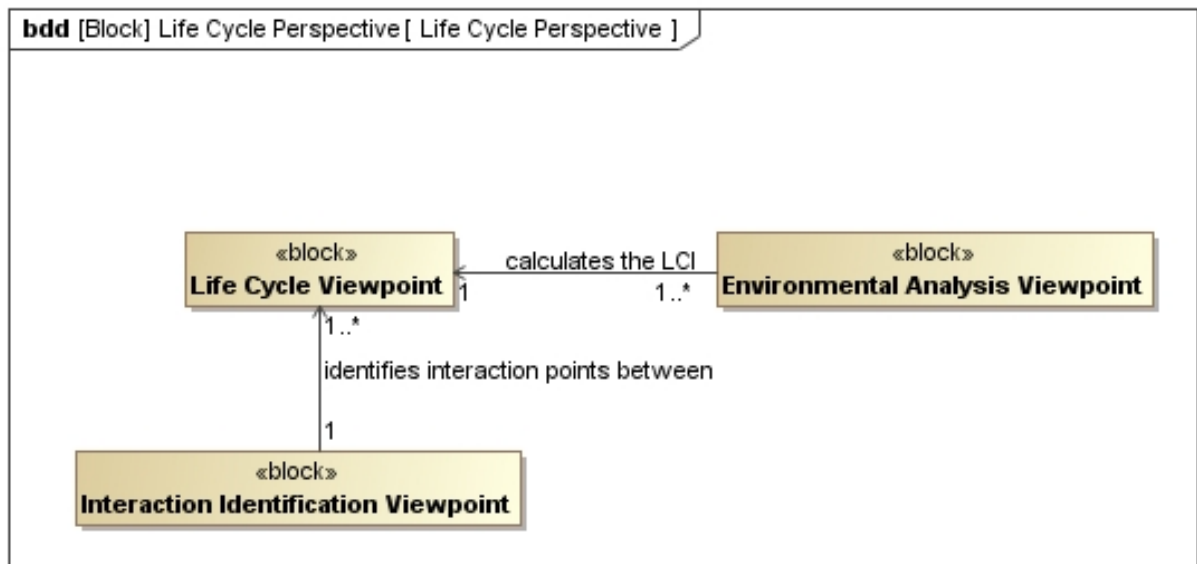 bdd [Block] Life Cycle Perspective [ Life Cycle Perspective ]
«block»
Life Cycle Viewpoint
calculates the LCI
1
1..*
«block»
Environmental Analysis Viewpoint
1..*
identifies interaction points between
1
«block»
Interaction Identification Viewpoint